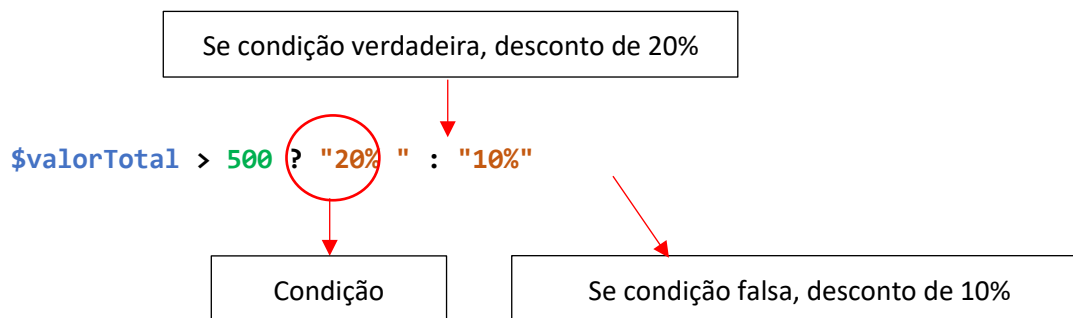 Se condição verdadeira, desconto de 20%
$valorTotal > 500 ? "20% " : "10%"
Condição
Se condição falsa, desconto de 10%